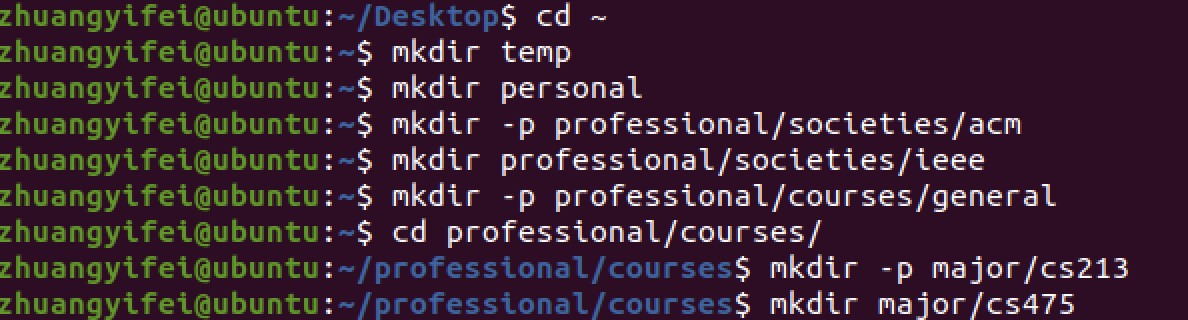 zhuangyifei@ubuntu:~/Desktop$ cd ~
zhuangyifei@ubuntu:~$ mkdir temp
zhuangyifei@ubuntu:~$ mkdir personal
zhuangyifei@ubuntu:~$ mkdir -p professional/societies/acm
zhuangyifei@ubuntu:~$ mkdir professional/societies/ieee
zhuangyifei@ubuntu:~$ mkdir -p professional/courses/general
zhuangyifei@ubuntu:~$ cd professional/courses/
zhuangyifei@ubuntu:~/professional/courses$ mkdir -p major/cs213
zhuangyifei@ubuntu:~/professional/courses$ mkdir major/cs475